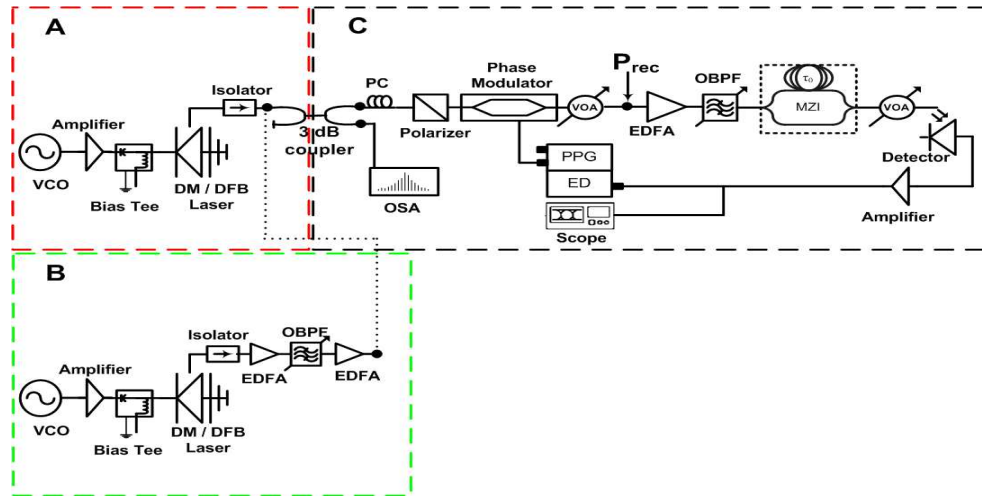 A
C
Isolator
Amplifier
VCO
Bias Tee
DM / DFB
Laser
3 dB
coupler
PC
Polarizer
OSA
Phase
Modulator
VOA
Prec
EDFA
OBPF
τ0
MZI
VOA
Detector
Amplifier
PPG
ED
Scope
B
Isolator
OBPF
Amplifier
EDFA
EDFA
VCO
Bias Tee
DM / DFB
Laser